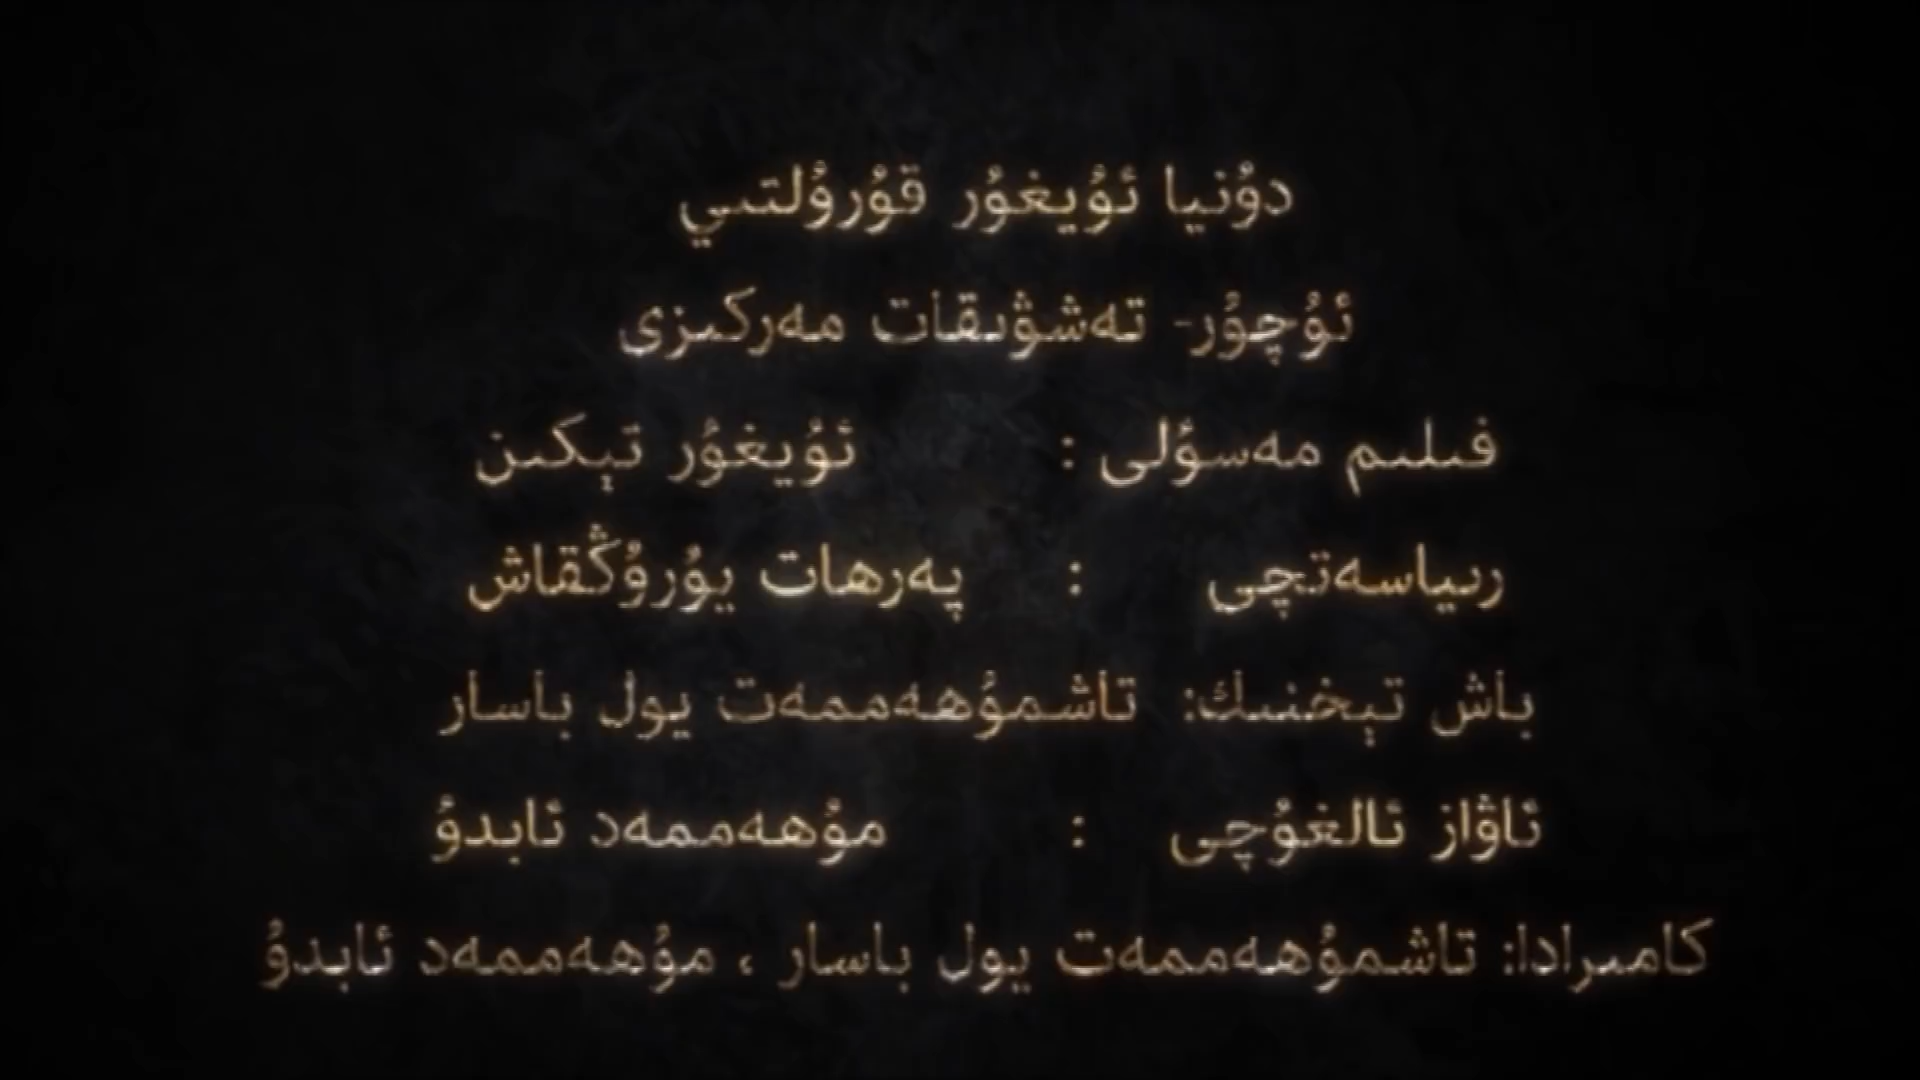 دۇنيا ئۇيغۇر قۇرۇلتىي
ئۇچۇر- تەشۋىقات مەركىزى
فىلىم مەسۇلى : ئۇيغۇر تېكىن
رىياسەتچى : پەرھات يۇرۇڭقاش
باش تېخنىك: تاشمۇھەممەت يول باسار
ئاۋاز ئالغۇچى : مۇھەممەد ئابدۇ
كامىرادا: تاشمۇھەممەت يول باسار ، مۇھەممەد ئابدۇ